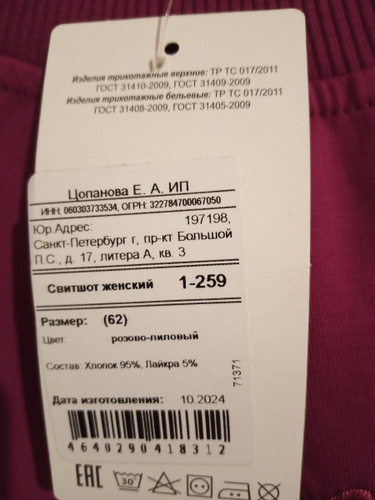 Изделия трикотажные верхние: ТР ТС 017/2011
ГОСТ 31410-2009, ГОСТ 31409-2009
Изделия трикотажные бельевые: ТР ТС 017/2011
ГОСТ 31408-2009, ГОСТ 31405-2009
Цопанова Е. А. ИП
ИНН: 060303733534, ОГРН: 322784700067050
Юр.Адрес: 197198,
Санкт-Петербург г, пр-кт Большой
П.С., д. 17, литера А, кв. 3
Свитшот женский 1-259
Размер: (62)
Цвет: розово-лиловый
Состав: Хлопок 95%, Лайкра 5%
71371
Дата изготовления: 10.2024
4640290418312
EAC 30°